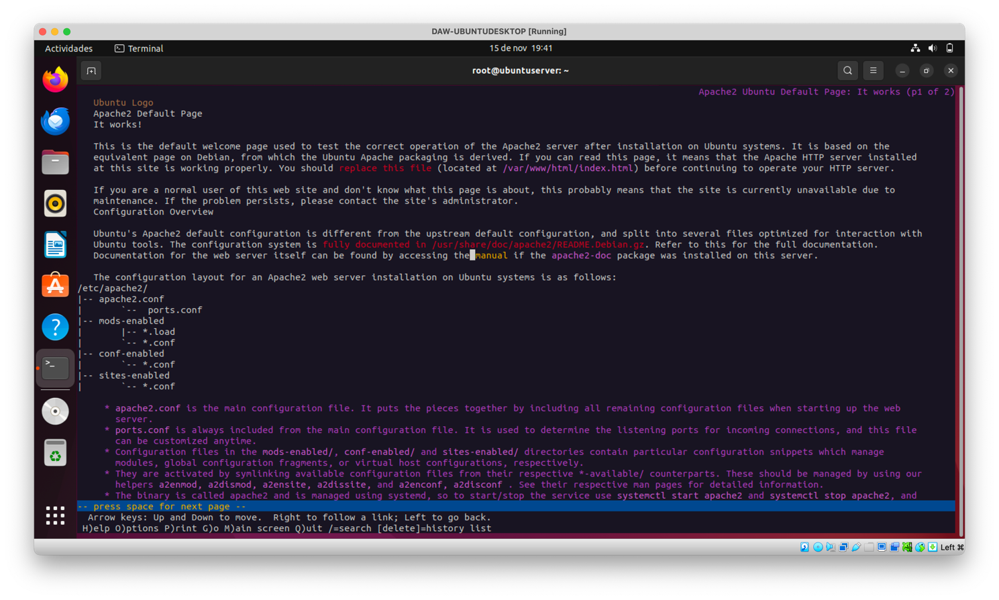 DAW-UBUNTUDESKTOP [Running]
Actividades
Terminal
15 de nov 19:41
root@ubuntuserver: ~
Apache2 Ubuntu Default Page: It works (p1 of 2)
Ubuntu Logo
Apache2 Default Page
It works!
This is the default welcome page used to test the correct operation of the Apache2 server after installation on Ubuntu systems. It is based on the
equivalent page on Debian, from which the Ubuntu Apache packaging is derived. If you can read this page, it means that the Apache HTTP server installed
at this site is working properly. You should replace this file (located at /var/www/html/index.html) before continuing to operate your HTTP server.
If you are a normal user of this web site and don't know what this page is about, this probably means that the site is currently unavailable due to
maintenance. If the problem persists, please contact the site's administrator.
Configuration Overview
Ubuntu's Apache2 default configuration is different from the upstream default configuration, and split into several files optimized for interaction with
Ubuntu tools. The configuration system is fully documented in /usr/share/doc/apache2/README.Debian.gz. Refer to this for the full documentation.
Documentation for the web server itself can be found by accessing the manual if the apache2-doc package was installed on this server.
The configuration layout for an Apache2 web server installation on Ubuntu systems is as follows:
/etc/apache2/
|-- apache2.conf
|       `--  ports.conf
|-- mods-enabled
|       |-- *.load
|       `-- *.conf
|-- conf-enabled
|       `-- *.conf
|-- sites-enabled
|       `-- *.conf
* apache2.conf is the main configuration file. It puts the pieces together by including all remaining configuration files when starting up the web
server.
* ports.conf is always included from the main configuration file. It is used to determine the listening ports for incoming connections, and this file
can be customized anytime.
* Configuration files in the mods-enabled/, conf-enabled/ and sites-enabled/ directories contain particular configuration snippets which manage
modules, global configuration fragments, or virtual host configurations, respectively.
* They are activated by symlinking available configuration files from their respective *-available/ counterparts. These should be managed by using our
helpers a2enmod, a2dismod, a2ensite, a2dissite, and a2enconf, a2disconf . See their respective man pages for detailed information.
* The binary is called apache2 and is managed using systemd, so to start/stop the service use systemctl start apache2 and systemctl stop apache2, and
-- press space for next page --
Arrow keys: Up and Down to move.  Right to follow a link; Left to go back.
H)elp O)ptions P)rint G)o M)ain screen Q)uit /=search [delete]=history list
Left ⌘